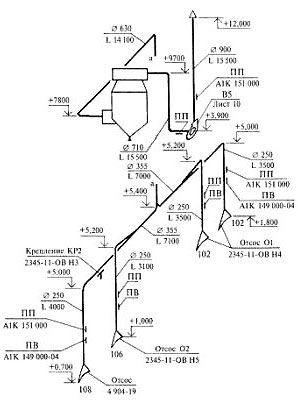 +12,000
∅ 630
L 14 100
а
∅ 900
L 15 500
+9700
ПП
А1К 151 000
В5
Лист 10
+7800
ПП
+3,900
∅ 710
L 15 500
+5,000
+5,200
∅ 355
L 7000
∅ 250
L 3500
ПП
А1К 151 000
+5,400
а
ПП
ПВ
А1К 149 000-04
ПВ
∅ 250
L 3500
∅ 355
L 7100
102
+1,800
+5,200
Отсос О1
2345-11-ОВ Н4
102
Крепление КР2
2345-11-ОВ Н3
∅ 250
L 3100
+5,000
ПП
∅ 250
L 4000
ПВ
ПП
А1К 151 000
+1,000
ПВ
А1К 149 000-04
106
Отсос О2
2345-11-ОВ Н5
+0,700
108
Отсос
4 904-19